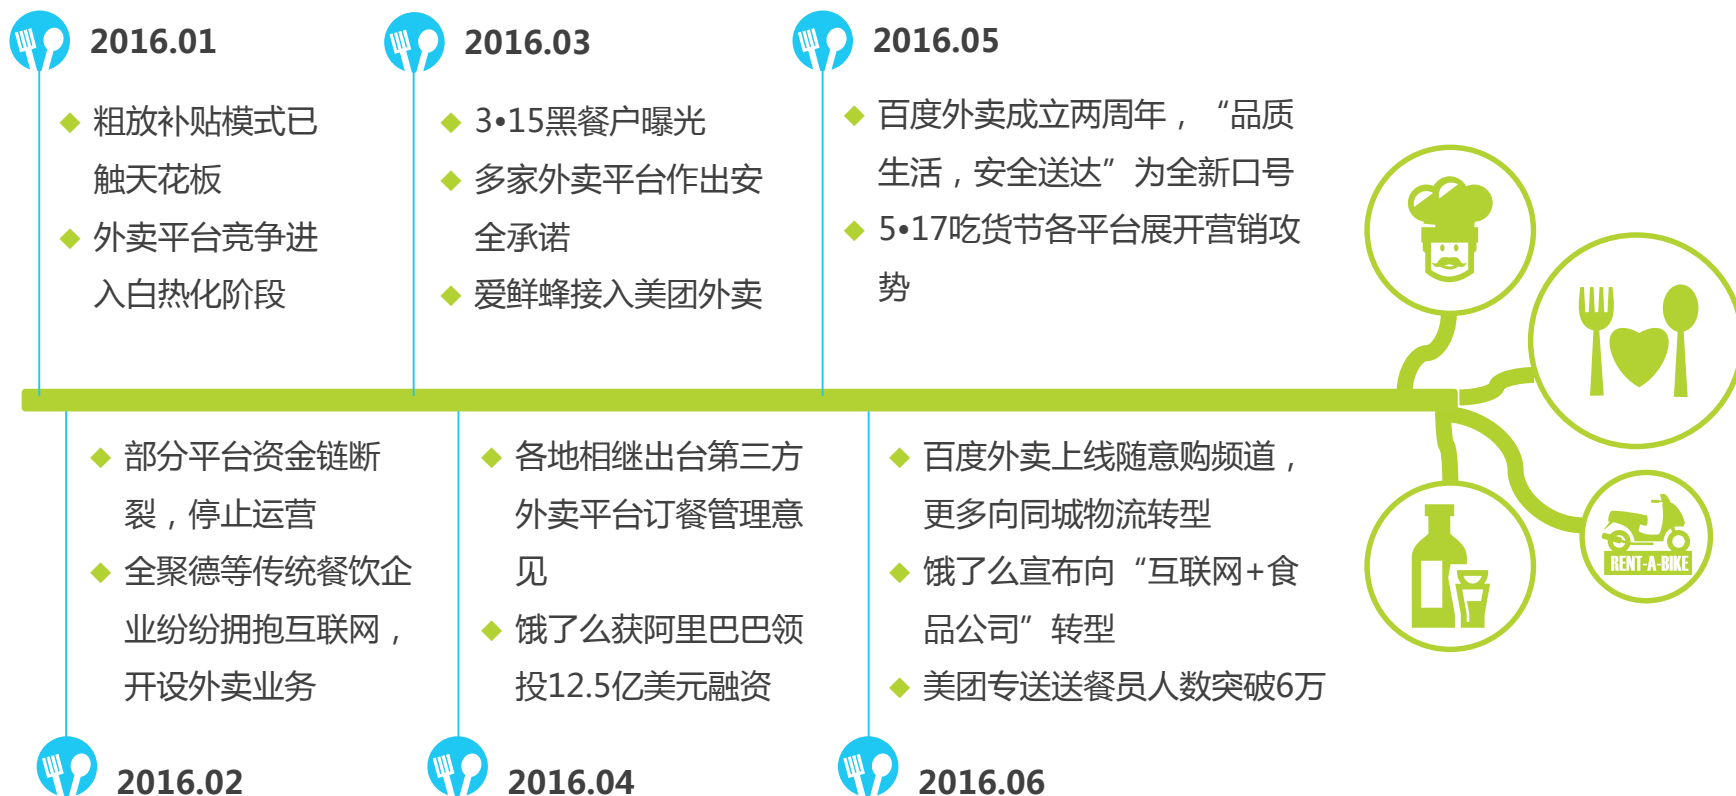 2016.01
粗放补贴模式已
触天花板
外卖平台竞争进
入白热化阶段
2016.03
3•15黑餐户曝光
多家外卖平台作出安
全承诺
爱鲜蜂接入美团外卖
2016.05
百度外卖成立两周年，“品质
生活，安全送达”为全新口号
5•17吃货节各平台展开营销攻
势
部分平台资金链断
裂，停止运营
全聚德等传统餐饮企
业纷纷拥抱互联网，
开设外卖业务
2016.02
各地相继出台第三方
外卖平台订餐管理意
见
饿了么获阿里巴巴领
投12.5亿美元融资
2016.04
百度外卖上线随意购频道，
更多向同城物流转型
饿了么宣布向“互联网+食
品公司”转型
美团专送送餐员人数突破6万
2016.06
RENT-A-BIKE